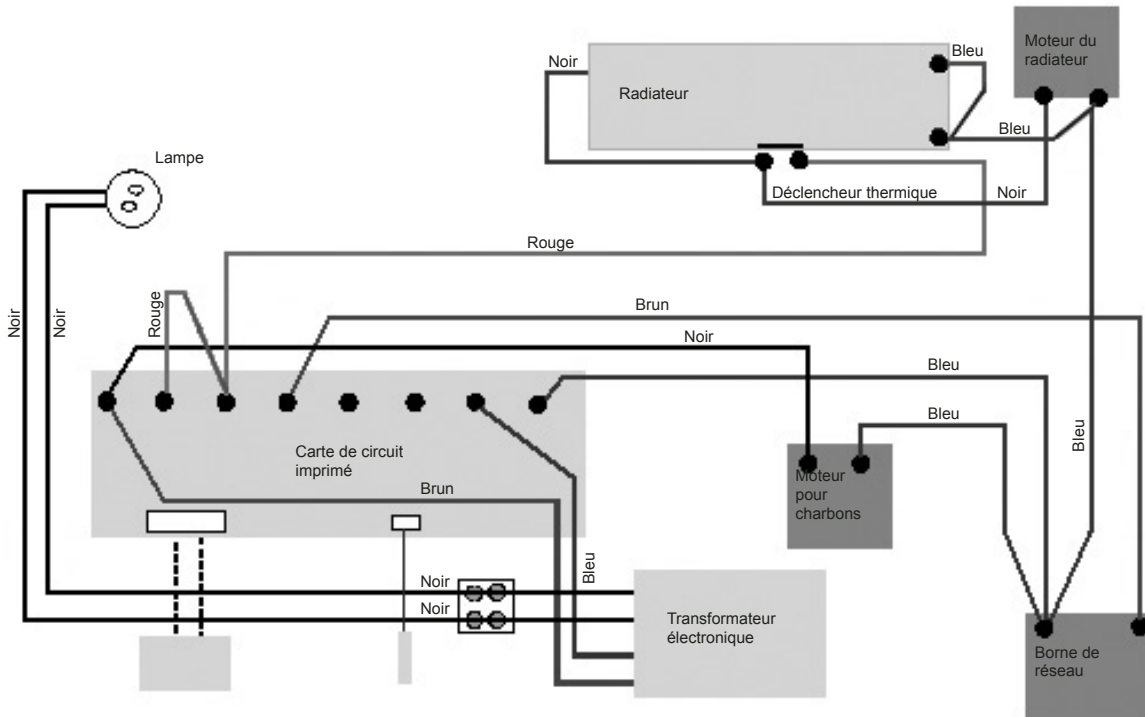 Moteur du
radiateur
Bleu
Noir
Radiateur
Bleu
Lampe
Déclencheur thermique
Noir
Rouge
Noir
Noir
Rouge
Brun
Noir
Bleu
Bleu
Bleu
Carte de circuit
imprimé
Moteur
pour
charbons
Brun
Bleu
Noir
Noir
Transformateur
électronique
Borne de
réseau